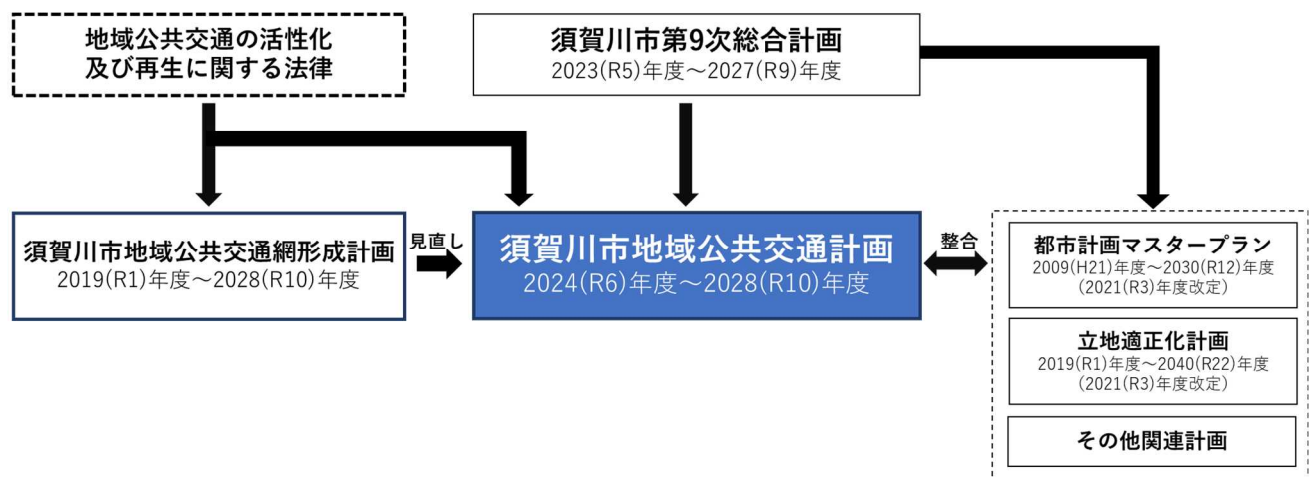 地域公共交通の活性化
及び再生に関する法律
須賀川市第9次総合計画
2023(R5)年度～2027(R9)年度
須賀川市地域公共交通網形成計画
2019(R1)年度～2028(R10)年度
見直し
須賀川市地域公共交通計画
2024(R6)年度～2028(R10)年度
整合
都市計画マスタープラン
2009(H21)年度～2030(R12)年度
（2021(R3)年度改定）
立地適正化計画
2019(R1)年度～2040(R22)年度
（2021(R3)年度改定）
その他関連計画